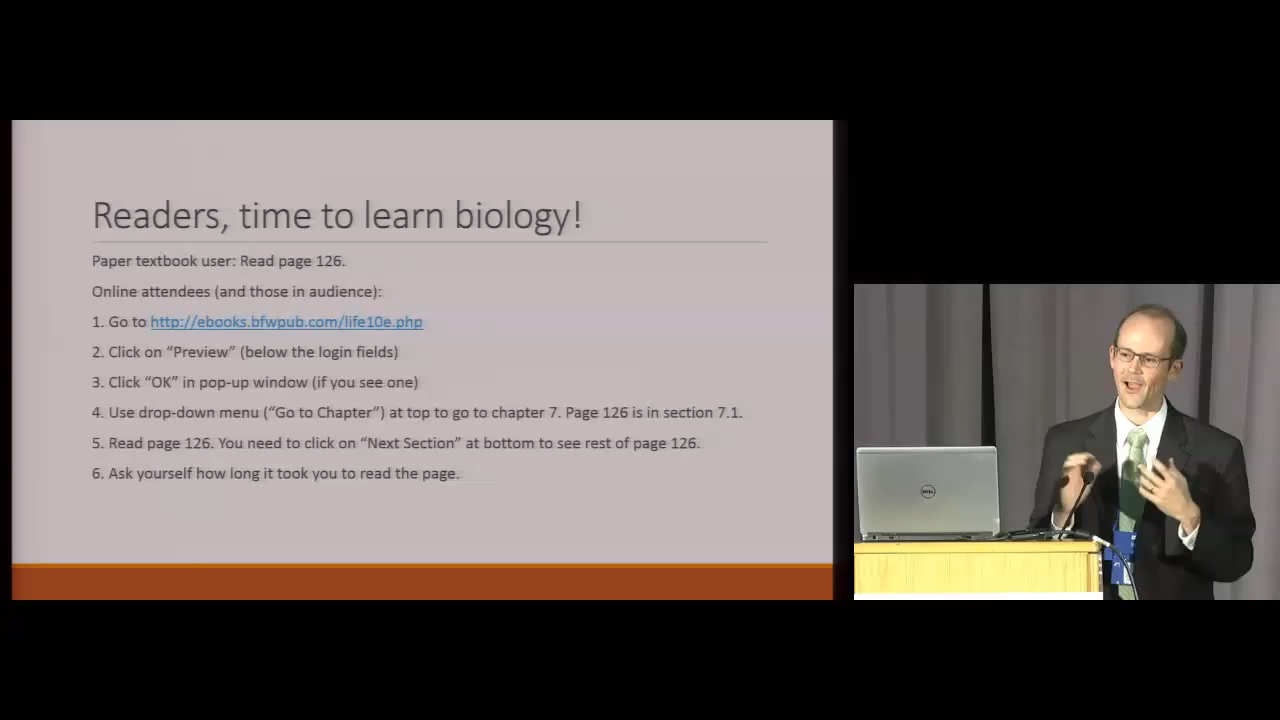 Readers, time to learn biology!
Paper textbook user: Read page 126.
Online attendees (and those in audience):
1. Go to http://ebooks.bfwpub.com/life10e.php
2. Click on “Preview” (below the login fields)
3. Click “OK” in pop-up window (if you see one)
4. Use drop-down menu (“Go to Chapter”) at top to go to chapter 7. Page 126 is in section 7.1.
5. Read page 126. You need to click on “Next Section” at bottom to see rest of page 126.
6. Ask yourself how long it took you to read the page.
DELL